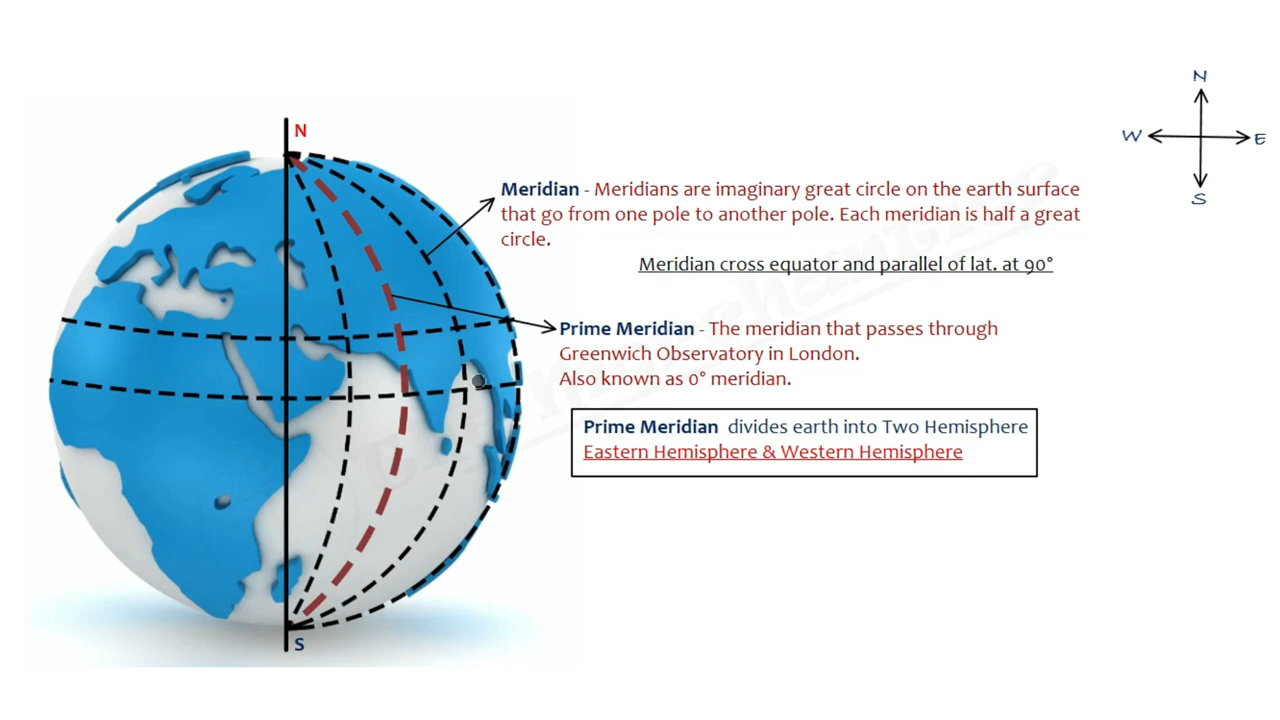 N
N
W
E
S
Meridian - Meridians are imaginary great circle on the earth surface
that go from one pole to another pole. Each meridian is half a great
circle.
Meridian cross equator and parallel of lat. at 90°
Prime Meridian - The meridian that passes through
Greenwich Observatory in London.
Also known as 0° meridian.
Prime Meridian divides earth into Two Hemisphere
Eastern Hemisphere & Western Hemisphere
S